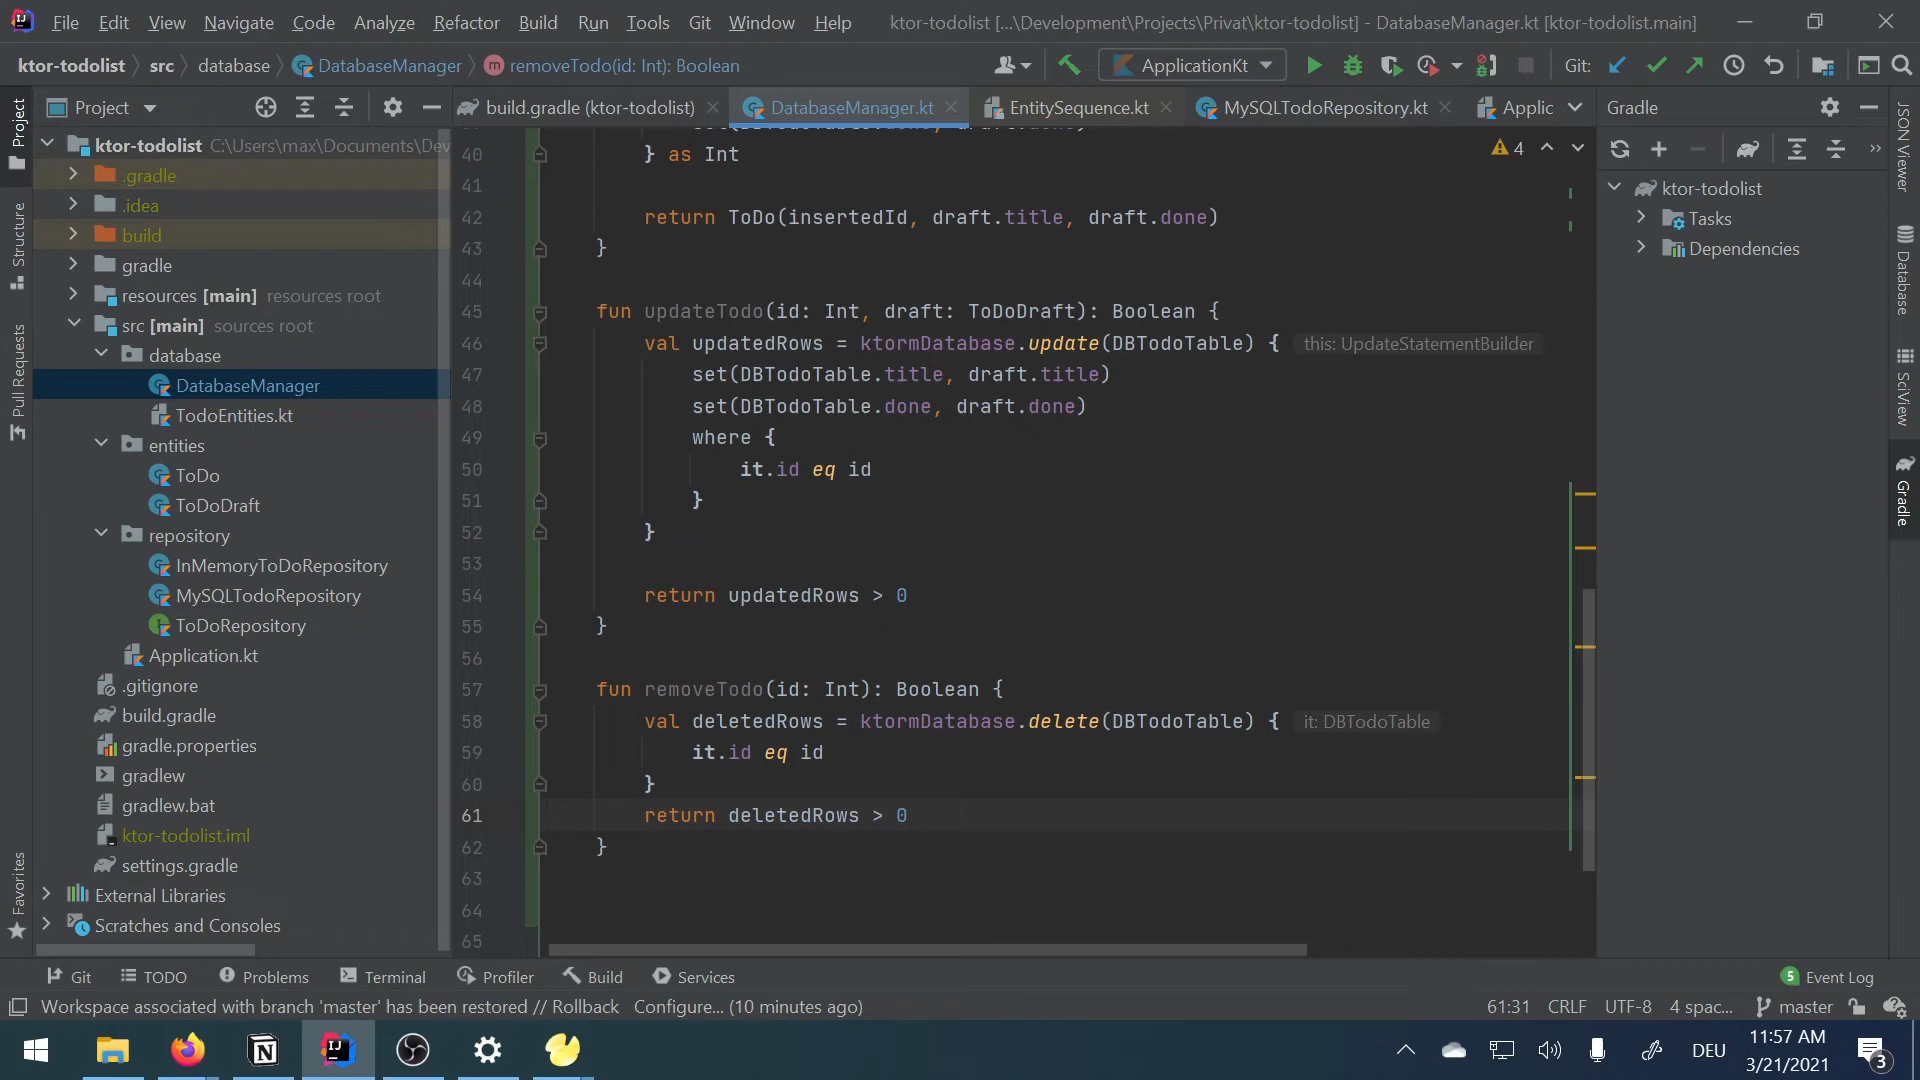 File Edit View Navigate Code Analyze Refactor Build Run Tools Git Window Help ktor-todolist [...\Development\Projects\Privat\ktor-todolist] - DatabaseManager.kt [ktor-todolist.main]
ktor-todolist src database DatabaseManager m removeTodo(id: Int): Boolean ApplicationKt Git:
Project build.gradle (ktor-todolist) DatabaseManager.kt EntitySequence.kt MySQLTodoRepository.kt Applic Gradle
ktor-todolist C:\Users\max\Documents\Dev
.gradle
.idea
build
gradle
resources [main] resources root
src [main] sources root
database
DatabaseManager
TodoEntities.kt
entities
ToDo
ToDoDraft
repository
InMemoryToDoRepository
MySQLTodoRepository
ToDoRepository
Application.kt
.gitignore
build.gradle
gradle.properties
gradlew
gradlew.bat
ktor-todolist.iml
settings.gradle
External Libraries
Scratches and Consoles
40 } as Int
41
42 return ToDo(insertedId, draft.title, draft.done)
43 }
44
45 fun updateTodo(id: Int, draft: ToDoDraft): Boolean {
46 val updatedRows = ktormDatabase.update(DBTodoTable) { this: UpdateStatementBuilder
47 set(DBTodoTable.title, draft.title)
48 set(DBTodoTable.done, draft.done)
49 where {
50 it.id eq id
51 }
52 }
53
54 return updatedRows > 0
55 }
56
57 fun removeTodo(id: Int): Boolean {
58 val deletedRows = ktormDatabase.delete(DBTodoTable) { it: DBTodoTable
59 it.id eq id
60 }
61 return deletedRows > 0
62 }
63
64
65
4
ktor-todolist
Tasks
Dependencies
Project
Structure
Pull Requests
Favorites
JSON Viewer
Database
SciView
Gradle
Git TODO Problems Terminal Profiler Build Services 5 Event Log
Workspace associated with branch 'master' has been restored // Rollback Configure... (10 minutes ago) 61:31 CRLF UTF-8 4 spac... master
DEU 11:57 AM
3/21/2021
3